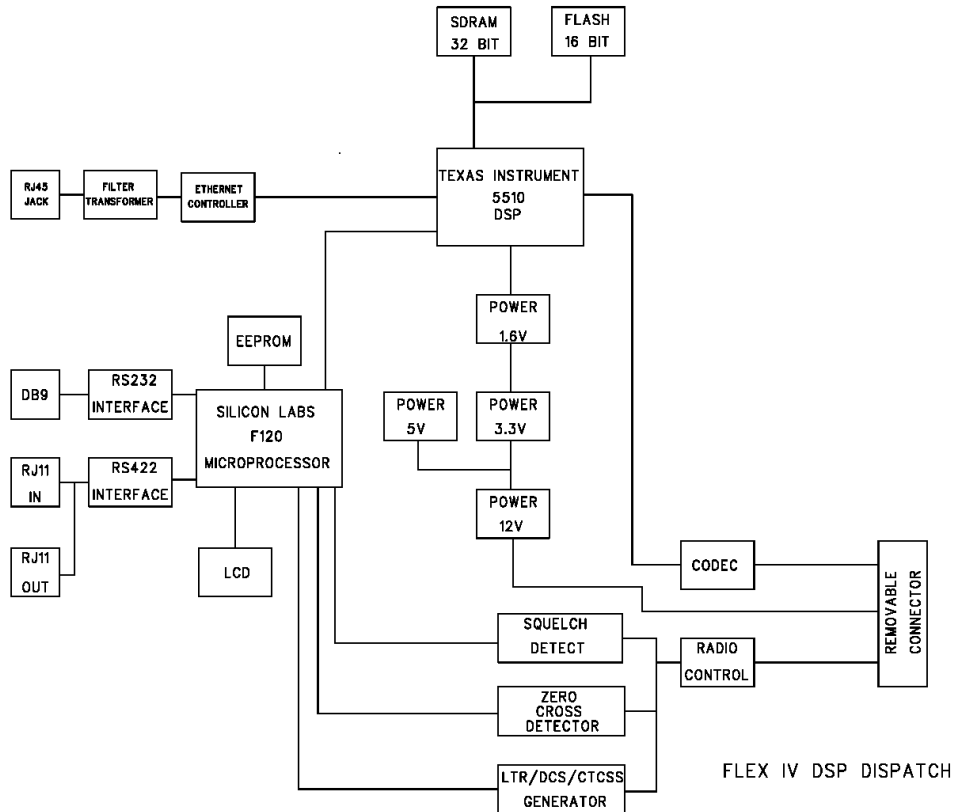 SDRAM
32 BIT
FLASH
16 BIT
TEXAS INSTRUMENT
5510
DSP
RJ45
JACK
FILTER
TRANSFORMER
ETHERNET
CONTROLLER
POWER
1.6V
EEPROM
DB9
RS232
INTERFACE
SILICON LABS
F120
MICROPROCESSOR
POWER
5V
POWER
3.3V
RJ11
IN
RS422
INTERFACE
POWER
12V
RJ11
OUT
LCD
CODEC
REMOVABLE
CONNECTOR
SQUELCH
DETECT
RADIO
CONTROL
ZERO
CROSS
DETECTOR
LTR/DCS/CTCSS
GENERATOR
FLEX IV DSP DISPATCH